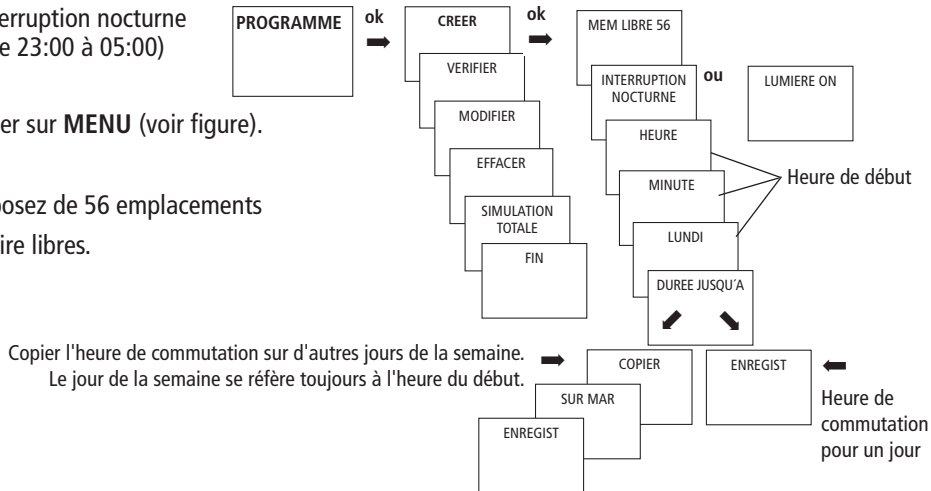 terruption nocturne
e 23:00 à 05:00)
er sur MENU (voir figure).
posez de 56 emplacements
ire libres.
PROGRAMME
ok
CREER
VERIFIER
MODIFIER
EFFACER
SIMULATION
TOTALE
FIN
ok
MEM LIBRE 56
INTERRUPTION
NOCTURNE
ou
LUMIERE ON
HEURE
MINUTE
LUNDI
Heure de début
DUREE JUSQU´A
Copier l'heure de commutation sur d'autres jours de la semaine.
Le jour de la semaine se réfère toujours à l'heure du début.
COPIER
SUR MAR
ENREGIST
ENREGIST
Heure de
commutation
pour un jour